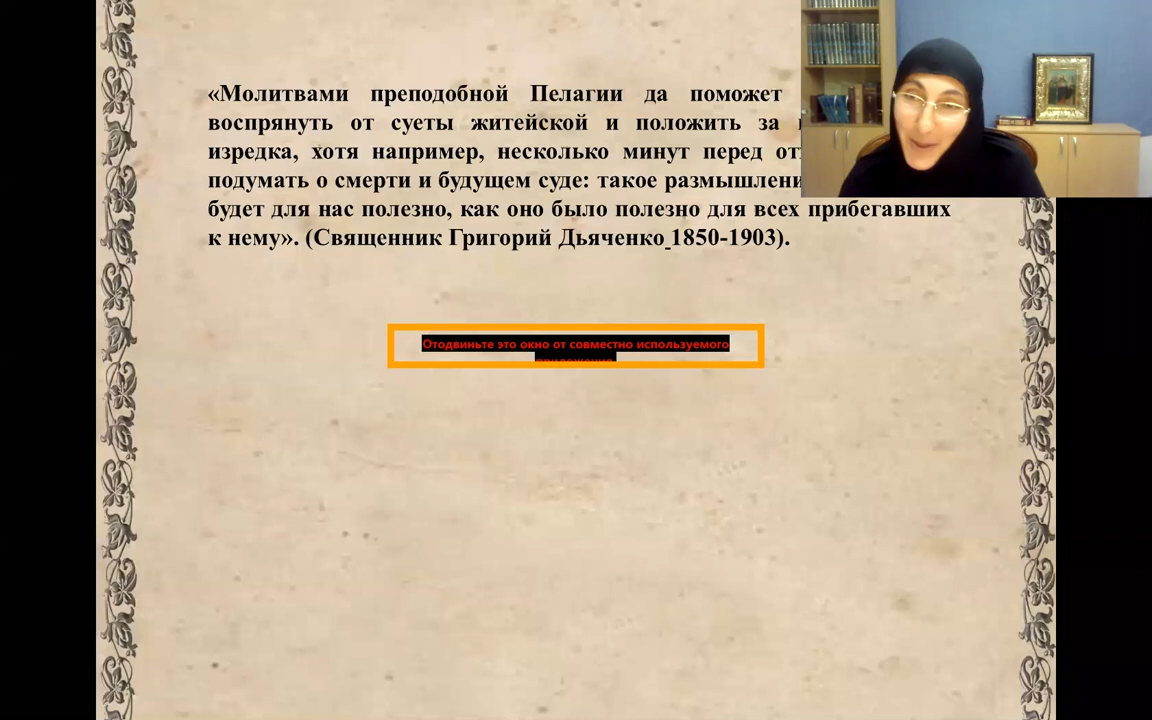 «Молитвами преподобной Пелагии да поможет
воспрянуть от суеты житейской и положить за
изредка, хотя например, несколько минут перед
подумать о смерти и будущем суде: такое
будет для нас полезно, как оно было полезно для всех прибегавших
к нему». (Священник Григорий Дьяченко 1850-1903).
Отодвиньте это окно от совместно используемого
приложения